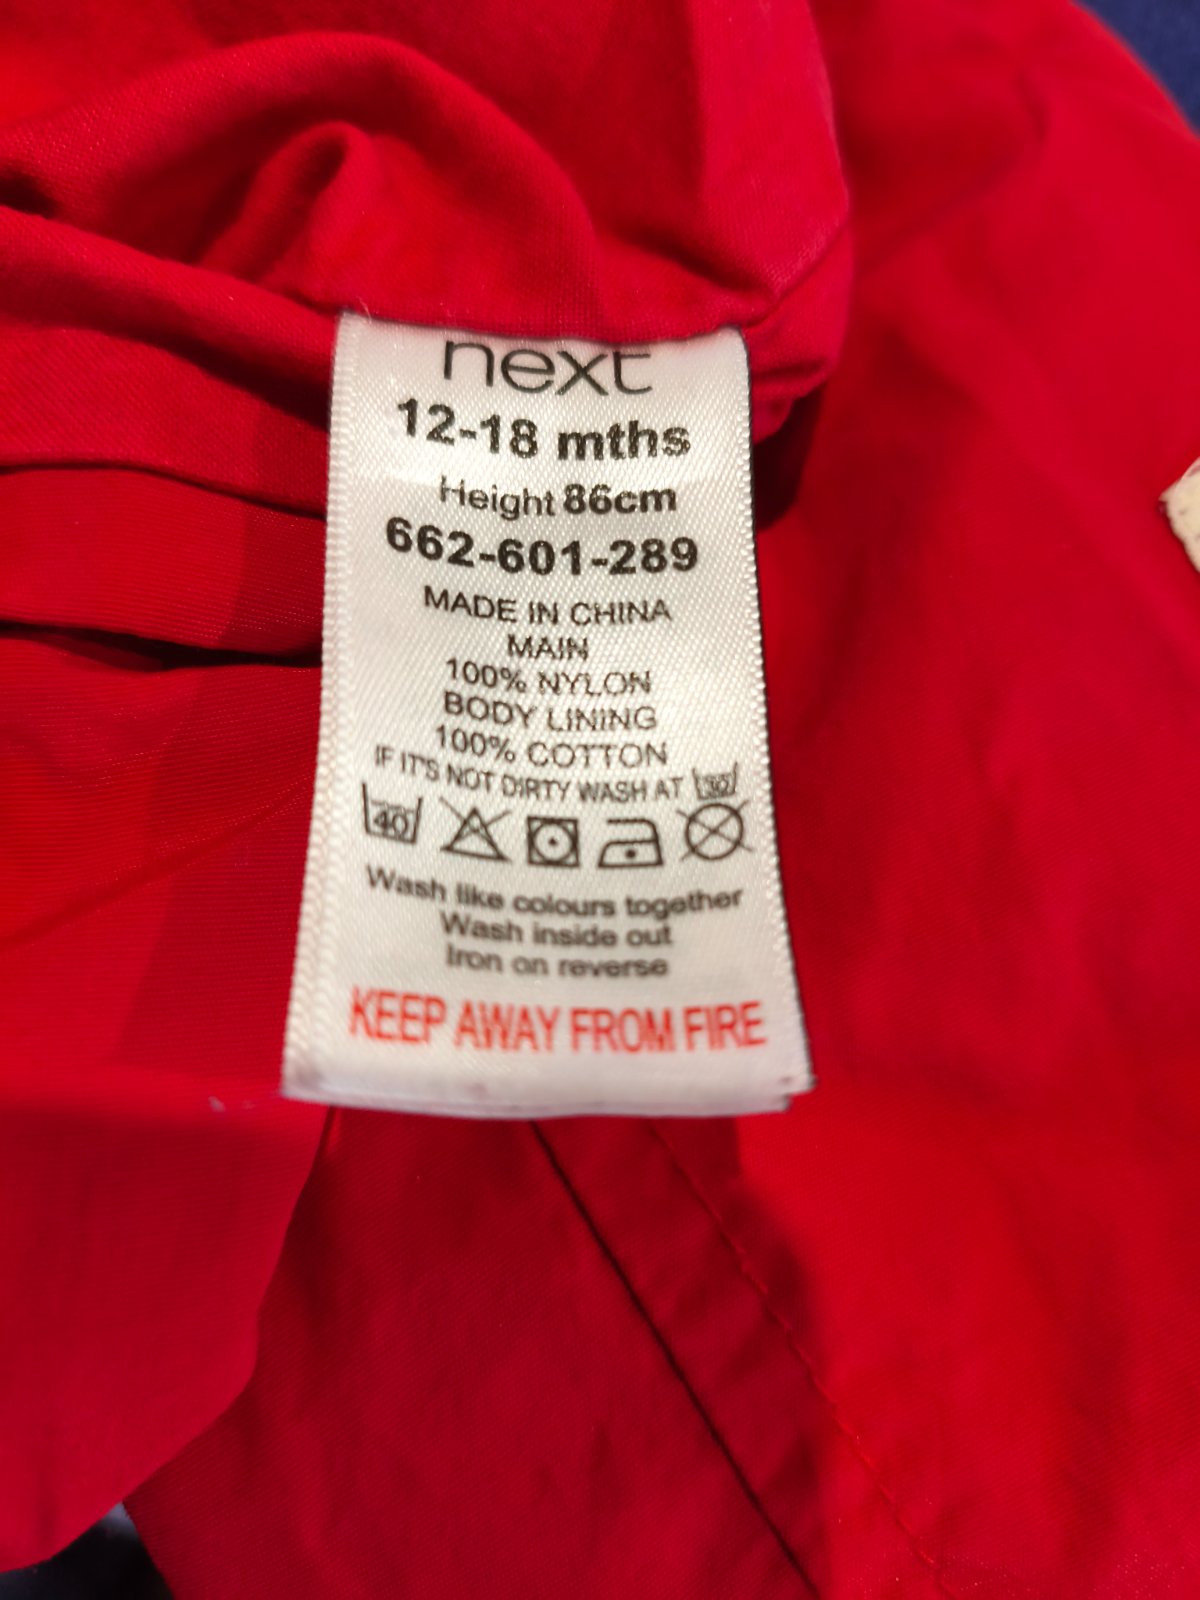 next
12-18 mths
Height 86cm
662-601-289
MADE IN CHINA
MAIN
100% NYLON
BODY LINING
100% COTTON
IF IT'S NOT DIRTY WASH AT 30
40
Wash like colours together
Wash inside out
Iron on reverse
KEEP AWAY FROM FIRE